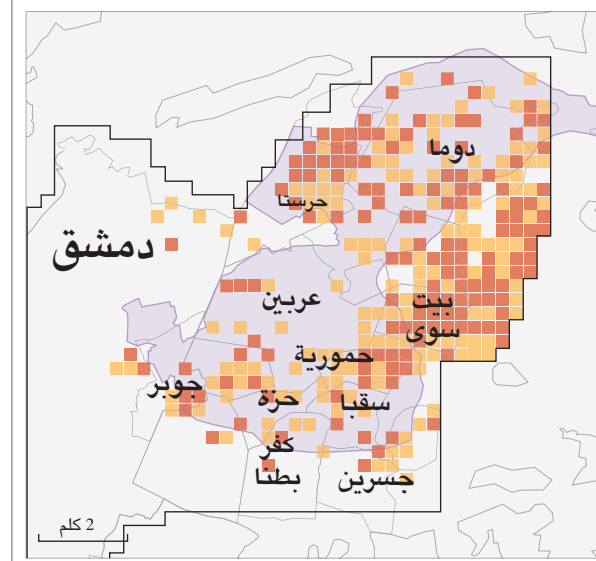 دوما
حرستا
دمشق
عربين
بيت
سوى
حمورية
جوبر
حزة
سقبا
كفر
بطنا
جسرين
2 كلم